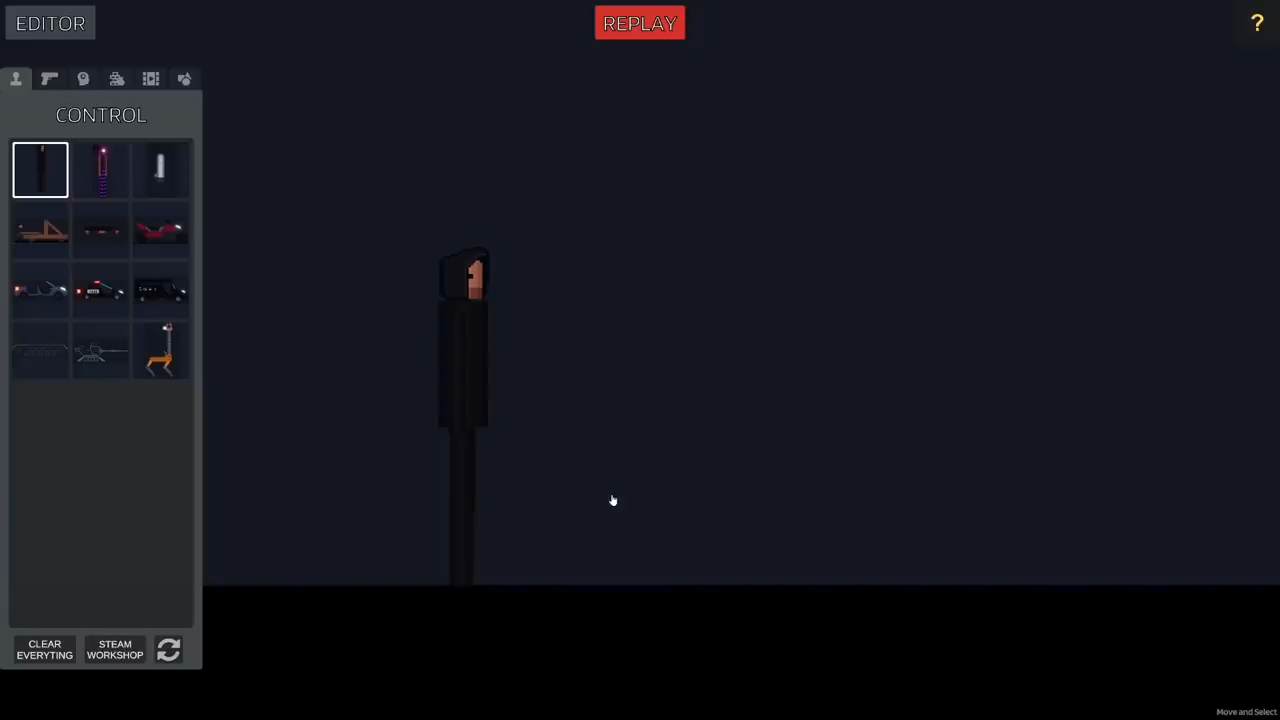 EDITOR
REPLAY
?
CONTROL
CLEAR
EVERYTING
STEAM
WORKSHOP
Move and Select